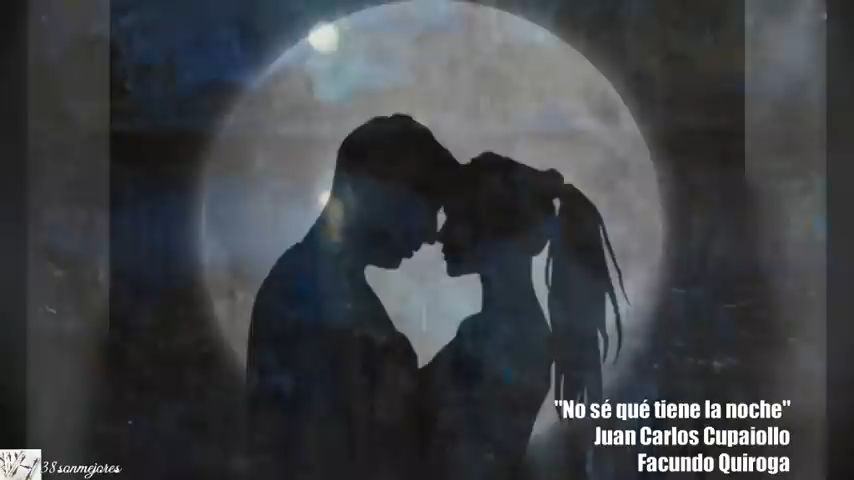 "No sé qué tiene la noche"
Juan Carlos Cupaiollo
Facundo Quiroga
38sonmejores